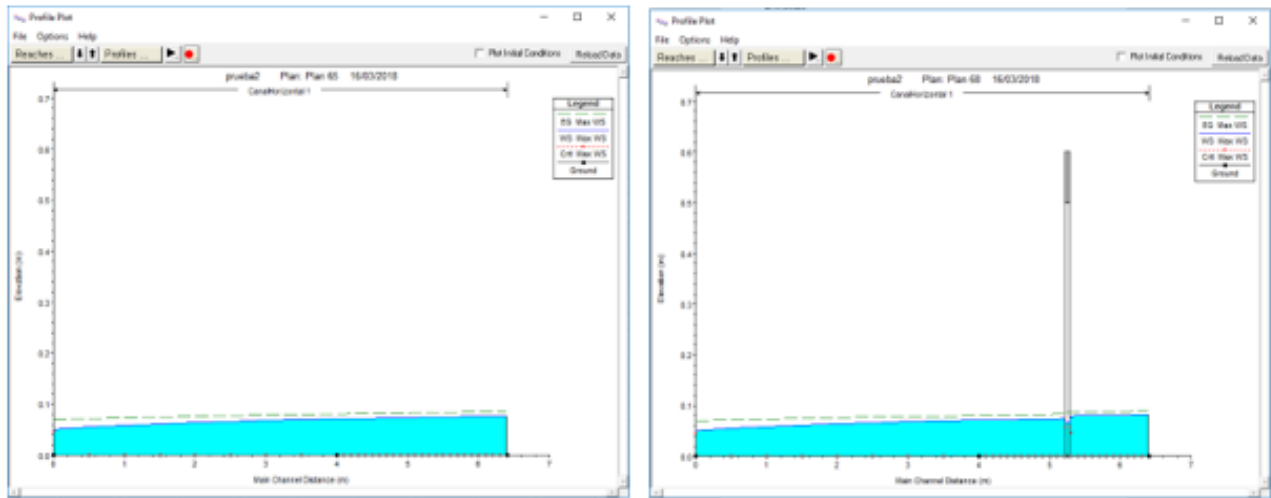 Profile Plot
File Options Help
Reaches ... Profiles ... Plot Initial Conditions Reload Data
prueba2 Plan: Plan 65 16/03/2018
CanalHorizontal 1
Legend
EG Max WS
WS Max WS
Crit Max WS
Ground
Elevation (m)
0.7
0.6
0.5
0.4
0.3
0.2
0.1
0.0
0 1 2 3 4 5 6 7
Main Channel Distance (m)
Profile Plot
File Options Help
Reaches ... Profiles ... Plot Initial Conditions Reload Data
prueba2 Plan: Plan 68 16/03/2018
CanalHorizontal 1
Legend
EG Max WS
WS Max WS
Crit Max WS
Ground
Elevation (m)
0.7
0.6
0.5
0.4
0.3
0.2
0.1
0.0
0 1 2 3 4 5 6 7
Main Channel Distance (m)